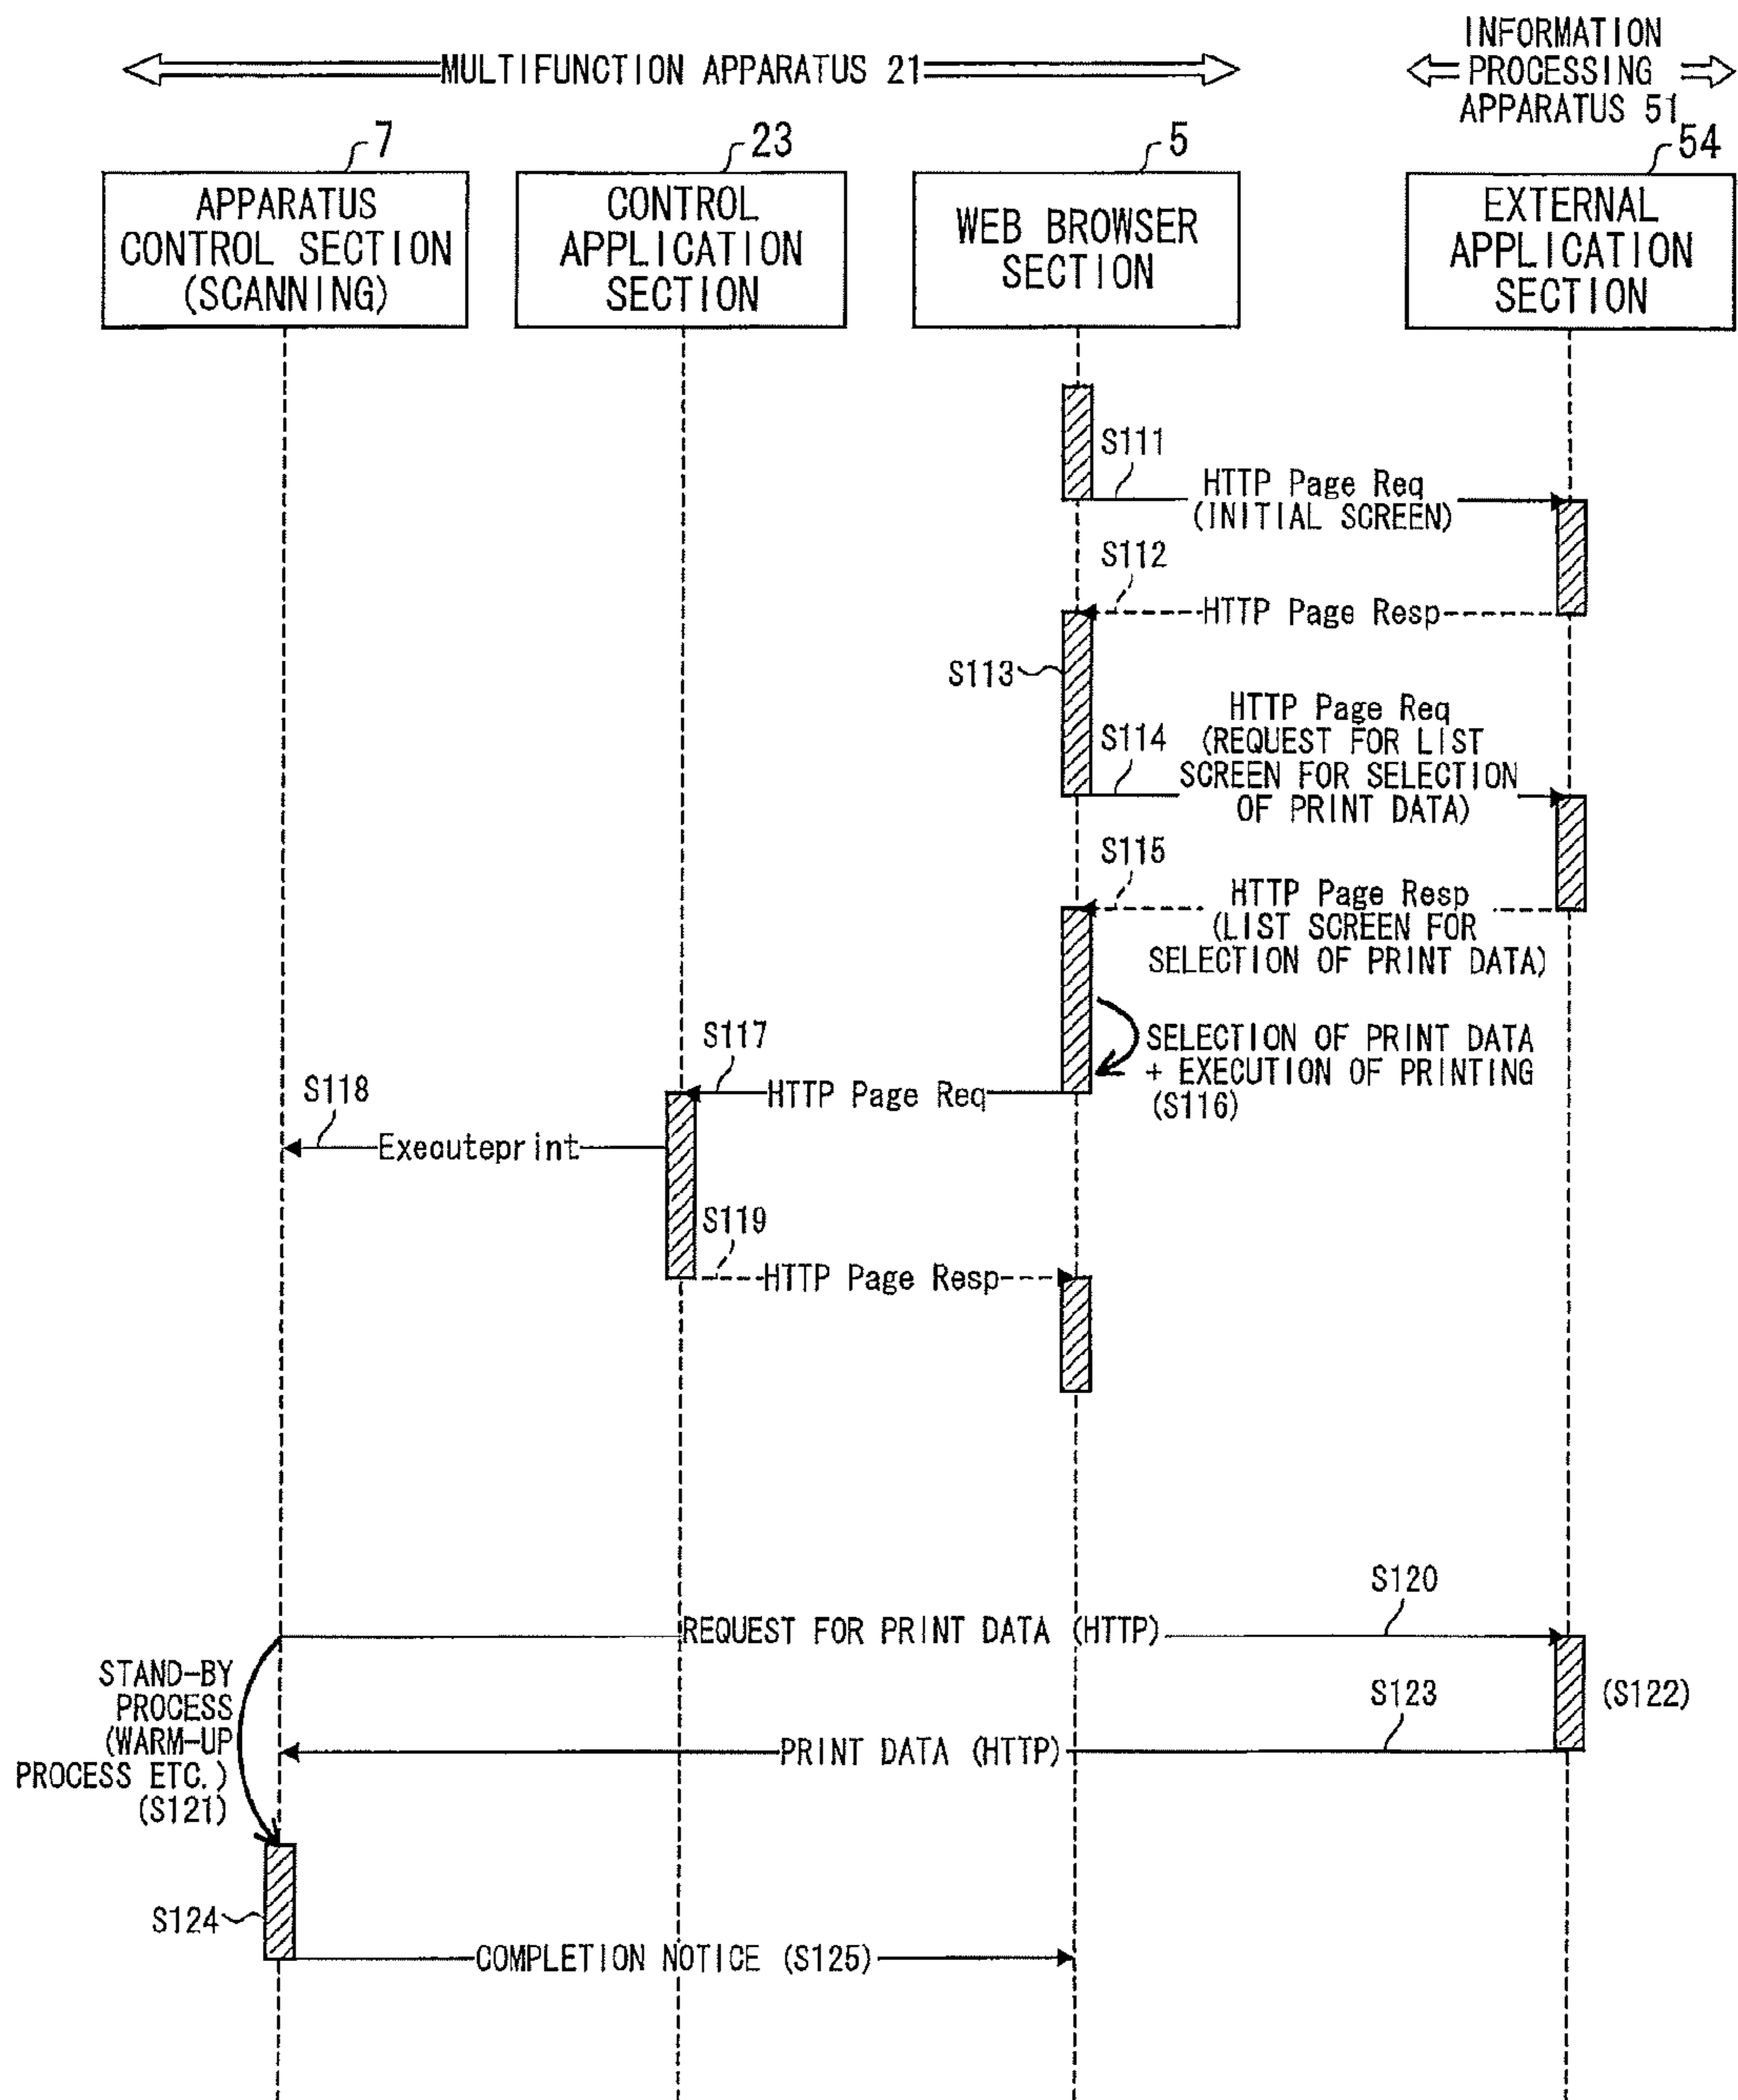 MULTIFUNCTION APPARATUS 21
INFORMATION
PROCESSING
APPARATUS 51
7
23
5
54
APPARATUS
CONTROL SECTION
(SCANNING)
CONTROL
APPLICATION
SECTION
WEB BROWSER
SECTION
EXTERNAL
APPLICATION
SECTION
S111
HTTP Page Req
(INITIAL SCREEN)
S112
HTTP Page Resp
S113
S114
HTTP Page Req
(REQUEST FOR LIST
SCREEN FOR SELECTION
OF PRINT DATA)
S115
HTTP Page Resp
(LIST SCREEN FOR
SELECTION OF PRINT DATA)
SELECTION OF PRINT DATA
+ EXECUTION OF PRINTING
(S116)
S117
HTTP Page Req
S118
Executeprint
S119
HTTP Page Resp
S120
REQUEST FOR PRINT DATA (HTTP)
STAND-BY
PROCESS
(WARM-UP
PROCESS ETC.)
(S121)
(S122)
S123
PRINT DATA (HTTP)
S124
COMPLETION NOTICE (S125)